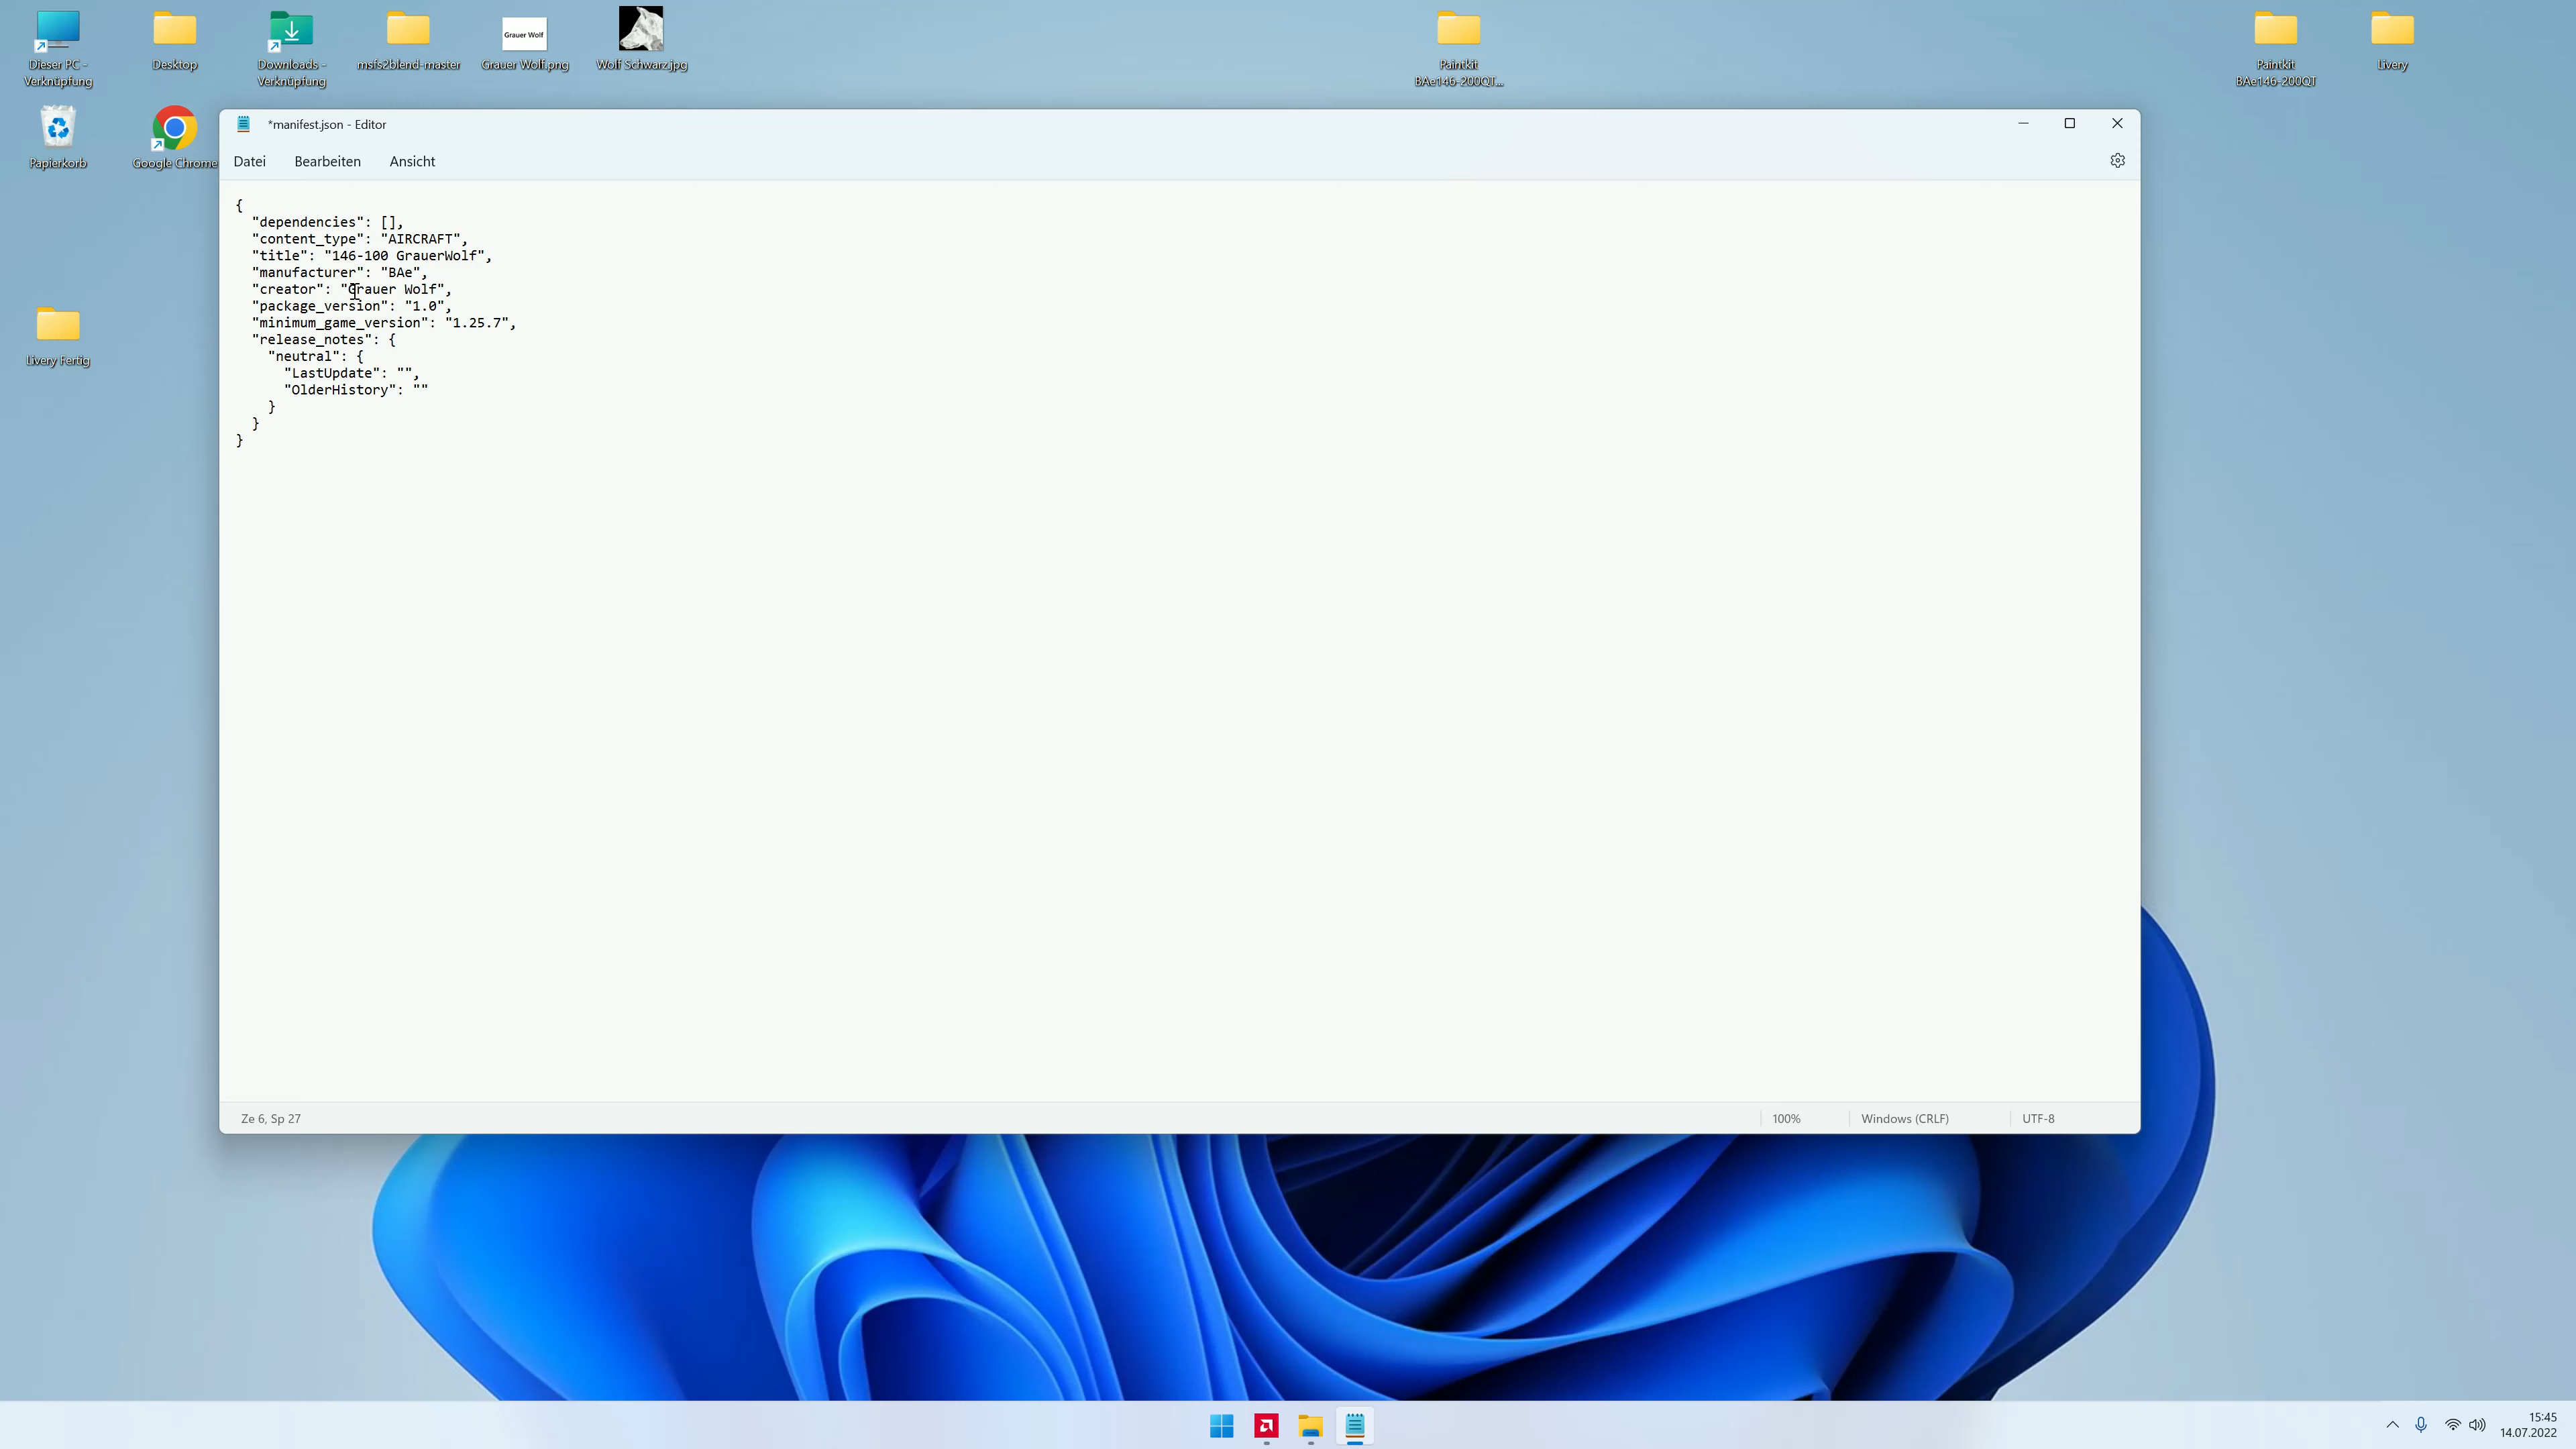 Dieser PC - Verknüpfung
Desktop
Downloads - Verknüpfung
msfs2blend-master
Grauer Wolf
Grauer Wolf.png
Wolf Schwarz.jpg
Paintkit BAe146-200QT...
Paintkit BAe146-200QT
Livery
Papierkorb
Google Chrome
Livery Fertig
*manifest.json - Editor
Datei
Bearbeiten
Ansicht
{
"dependencies": [],
"content_type": "AIRCRAFT",
"title": "146-100 GrauerWolf",
"manufacturer": "BAe",
"creator": "Grauer Wolf",
"package_version": "1.0",
"minimum_game_version": "1.25.7",
"release_notes": {
"neutral": {
"LastUpdate": "",
"OlderHistory": ""
}
}
}
Ze 6, Sp 27
100%
Windows (CRLF)
UTF-8
15:45
14.07.2022